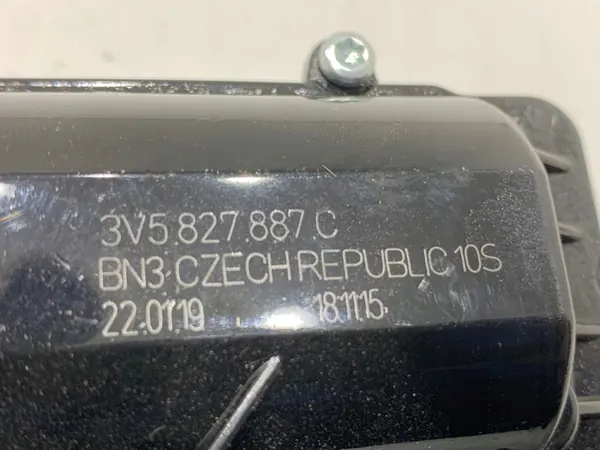 3V5.827.887.C
BN3 CZECH REPUBLIC 10S
22.01.19 18:11:15